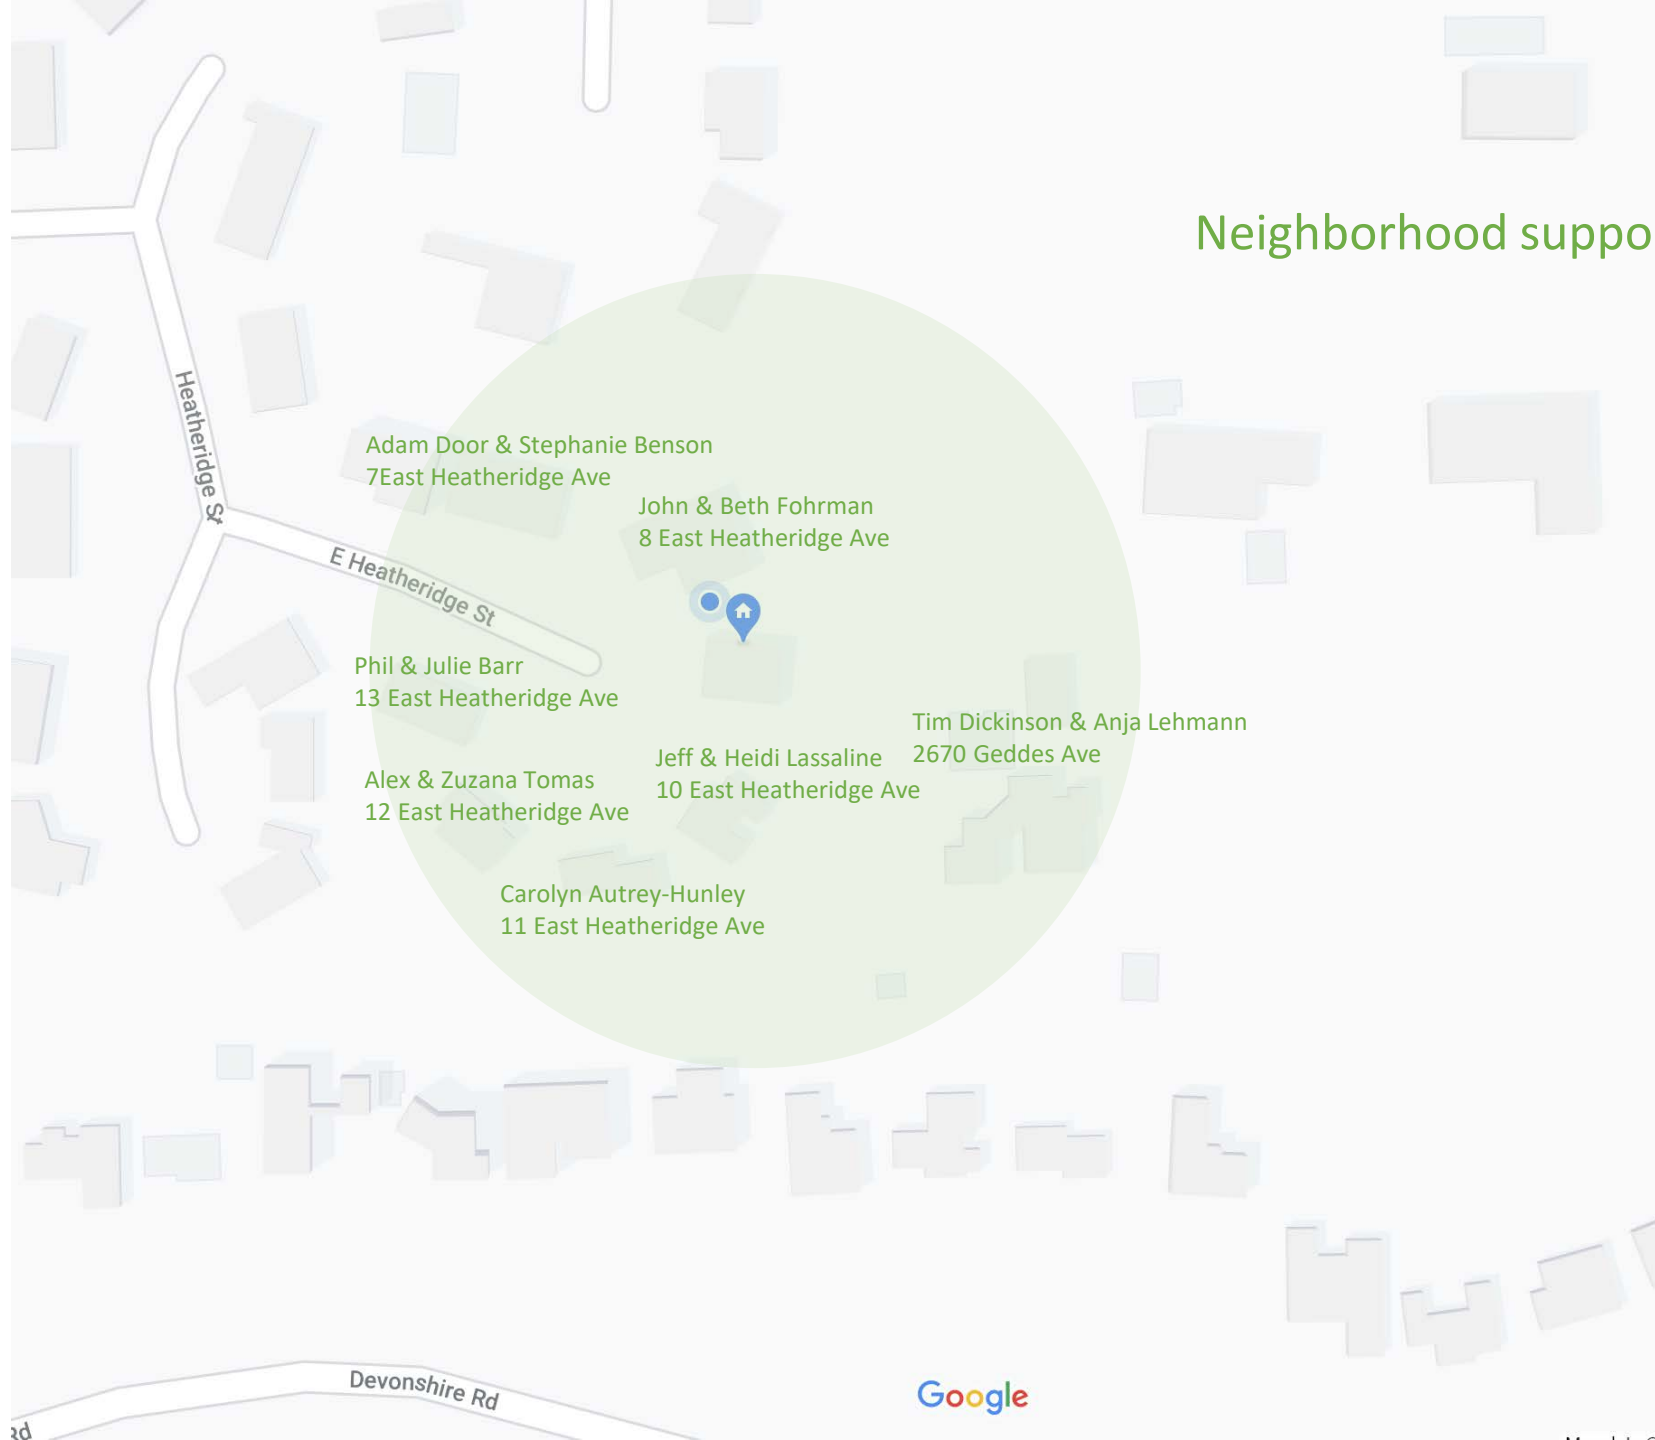 Neighborhood suppo
Heatheridge St
Adam Door & Stephanie Benson
7East Heatheridge Ave
John & Beth Fohrman
8 East Heatheridge Ave
E Heatheridge St
Phil & Julie Barr
13 East Heatheridge Ave
Tim Dickinson & Anja Lehmann
2670 Geddes Ave
Jeff & Heidi Lassaline
10 East Heatheridge Ave
Alex & Zuzana Tomas
12 East Heatheridge Ave
Carolyn Autrey-Hunley
11 East Heatheridge Ave
Devonshire Rd
Google
Rd